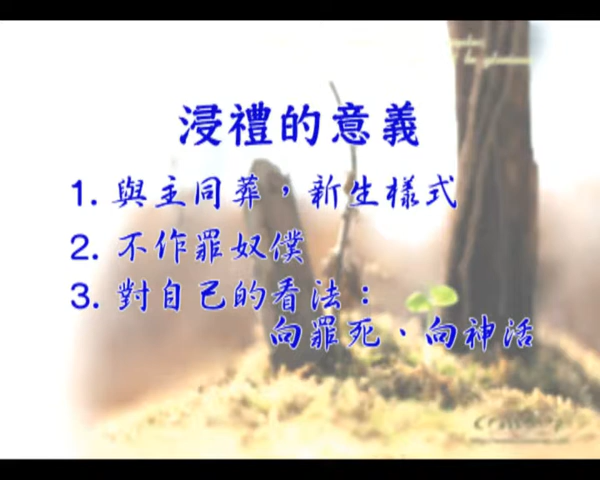 浸禮的意義
1. 與主同葬，新生樣式
2. 不作罪奴僕
3. 對自己的看法：
向罪死、向神活